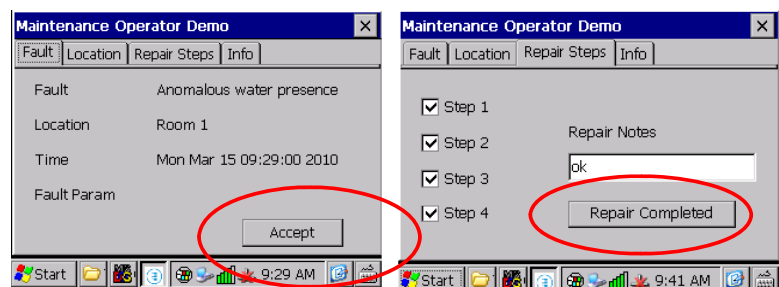 Maintenance Operator Demo
Fault Location Repair Steps Info
Fault Anomalous water presence
Location Room 1
Time Mon Mar 15 09:29:00 2010
Fault Param
Accept
Start 9:29 AM
Maintenance Operator Demo
Fault Location Repair Steps Info
Step 1
Step 2
Step 3
Step 4
Repair Notes
ok
Repair Completed
Start 9:41 AM